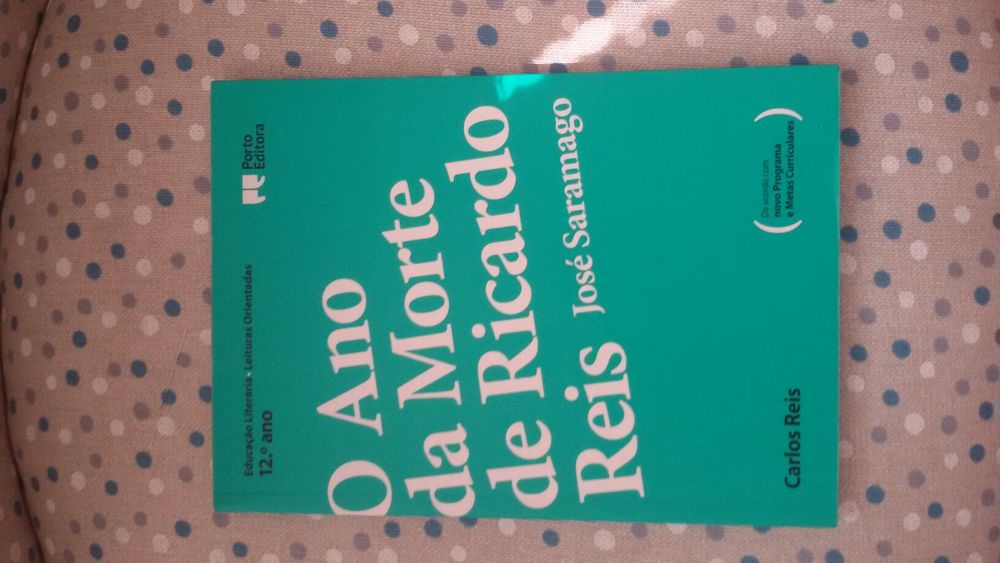 Educação Literária • Leituras Orientadas
12.º ano
Porto
Editora
O Ano
da Morte
de Ricardo
Reis José Saramago
Carlos Reis
De acordo com
novo Programa
e Metas Curriculares